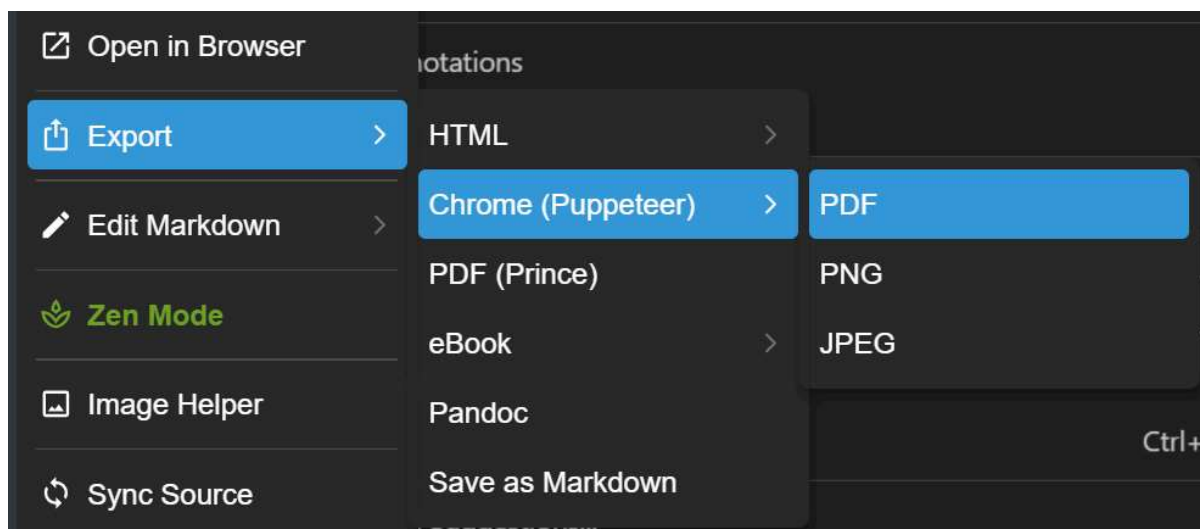 Open in Browser
notations
Export
HTML
Chrome (Puppeteer)
PDF
Edit Markdown
PDF (Prince)
PNG
Zen Mode
eBook
JPEG
Image Helper
Pandoc
Ctrl+
Sync Source
Save as Markdown